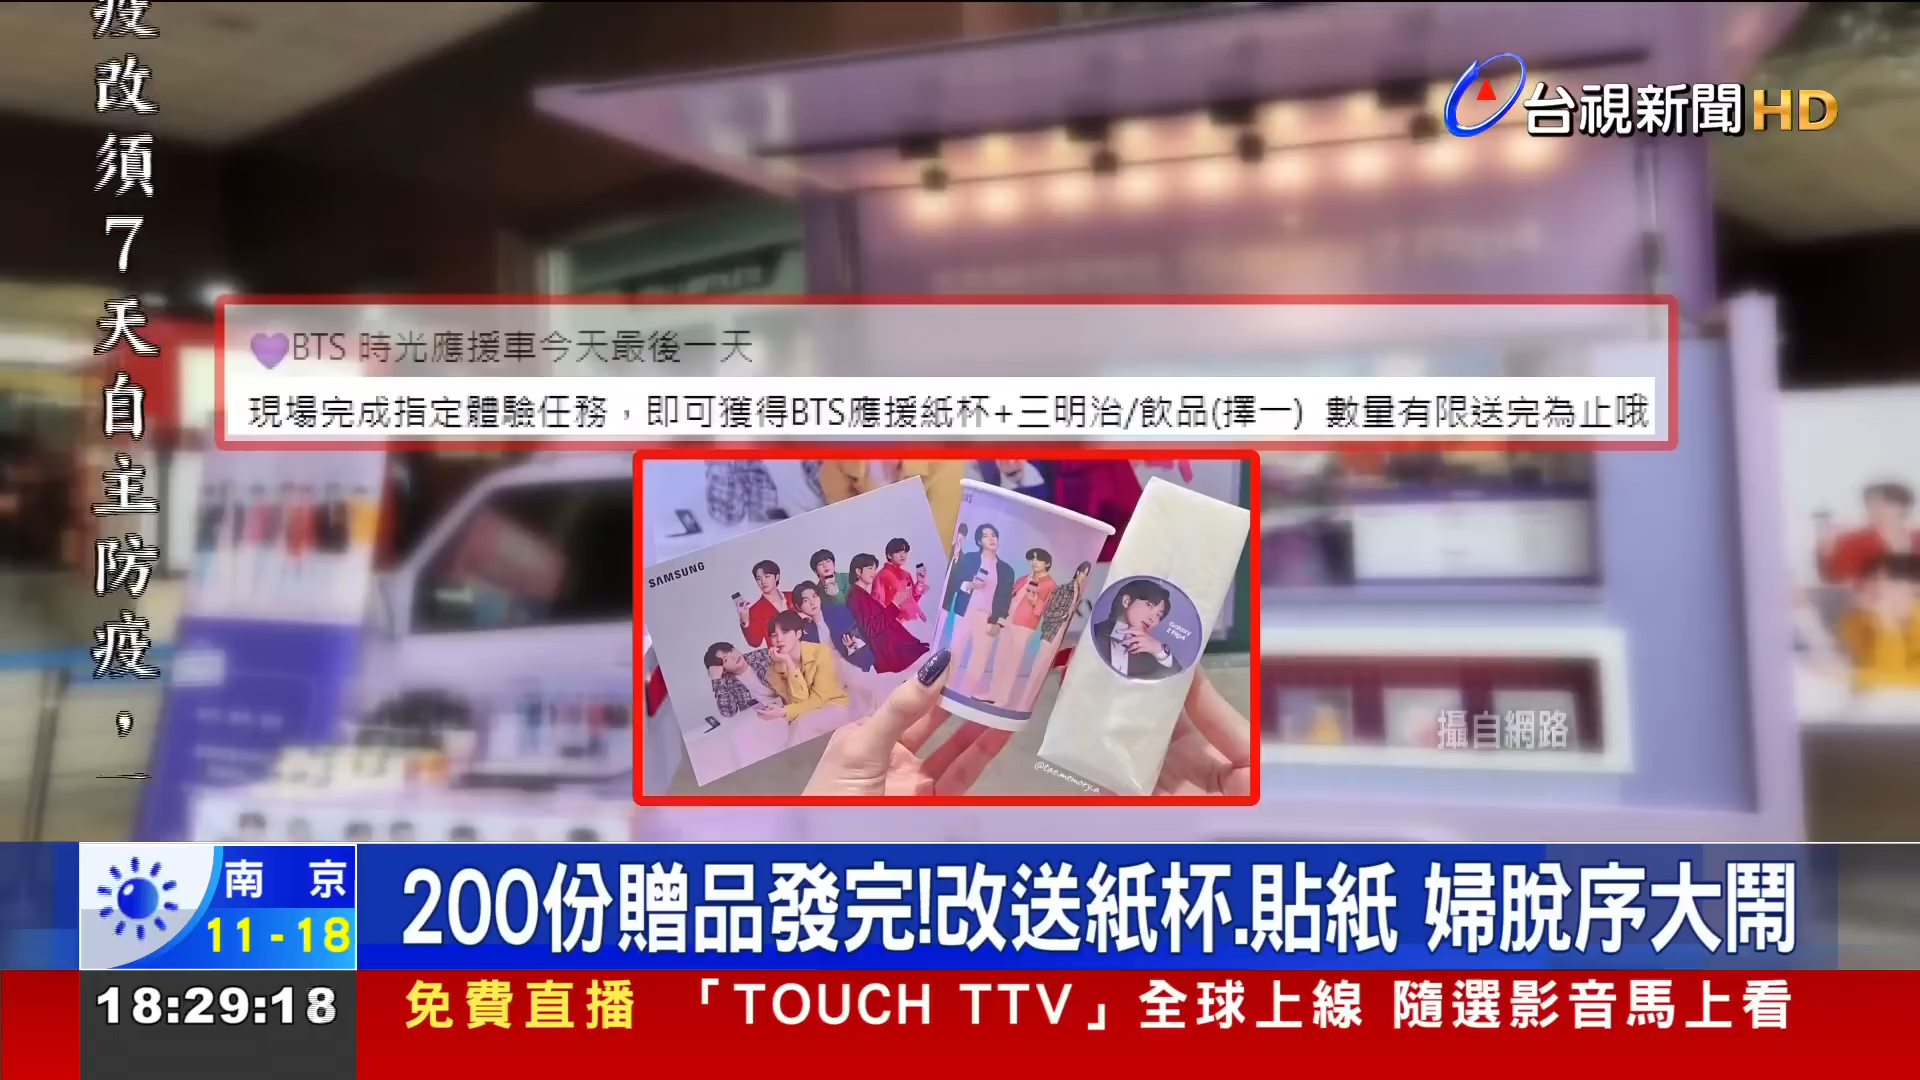 疫改須7天自主防疫，
台視新聞HD
💜BTS 時光應援車今天最後一天
現場完成指定體驗任務，即可獲得BTS應援紙杯+三明治/飲品(擇一) 數量有限送完為止哦
SAMSUNG
Galaxy
Z Flip4
@tae.memory.a
攝自網路
南 京
11-18
200份贈品發完!改送紙杯.貼紙 婦脫序大鬧
18:29:18
免費直播 「TOUCH TTV」全球上線 隨選影音馬上看